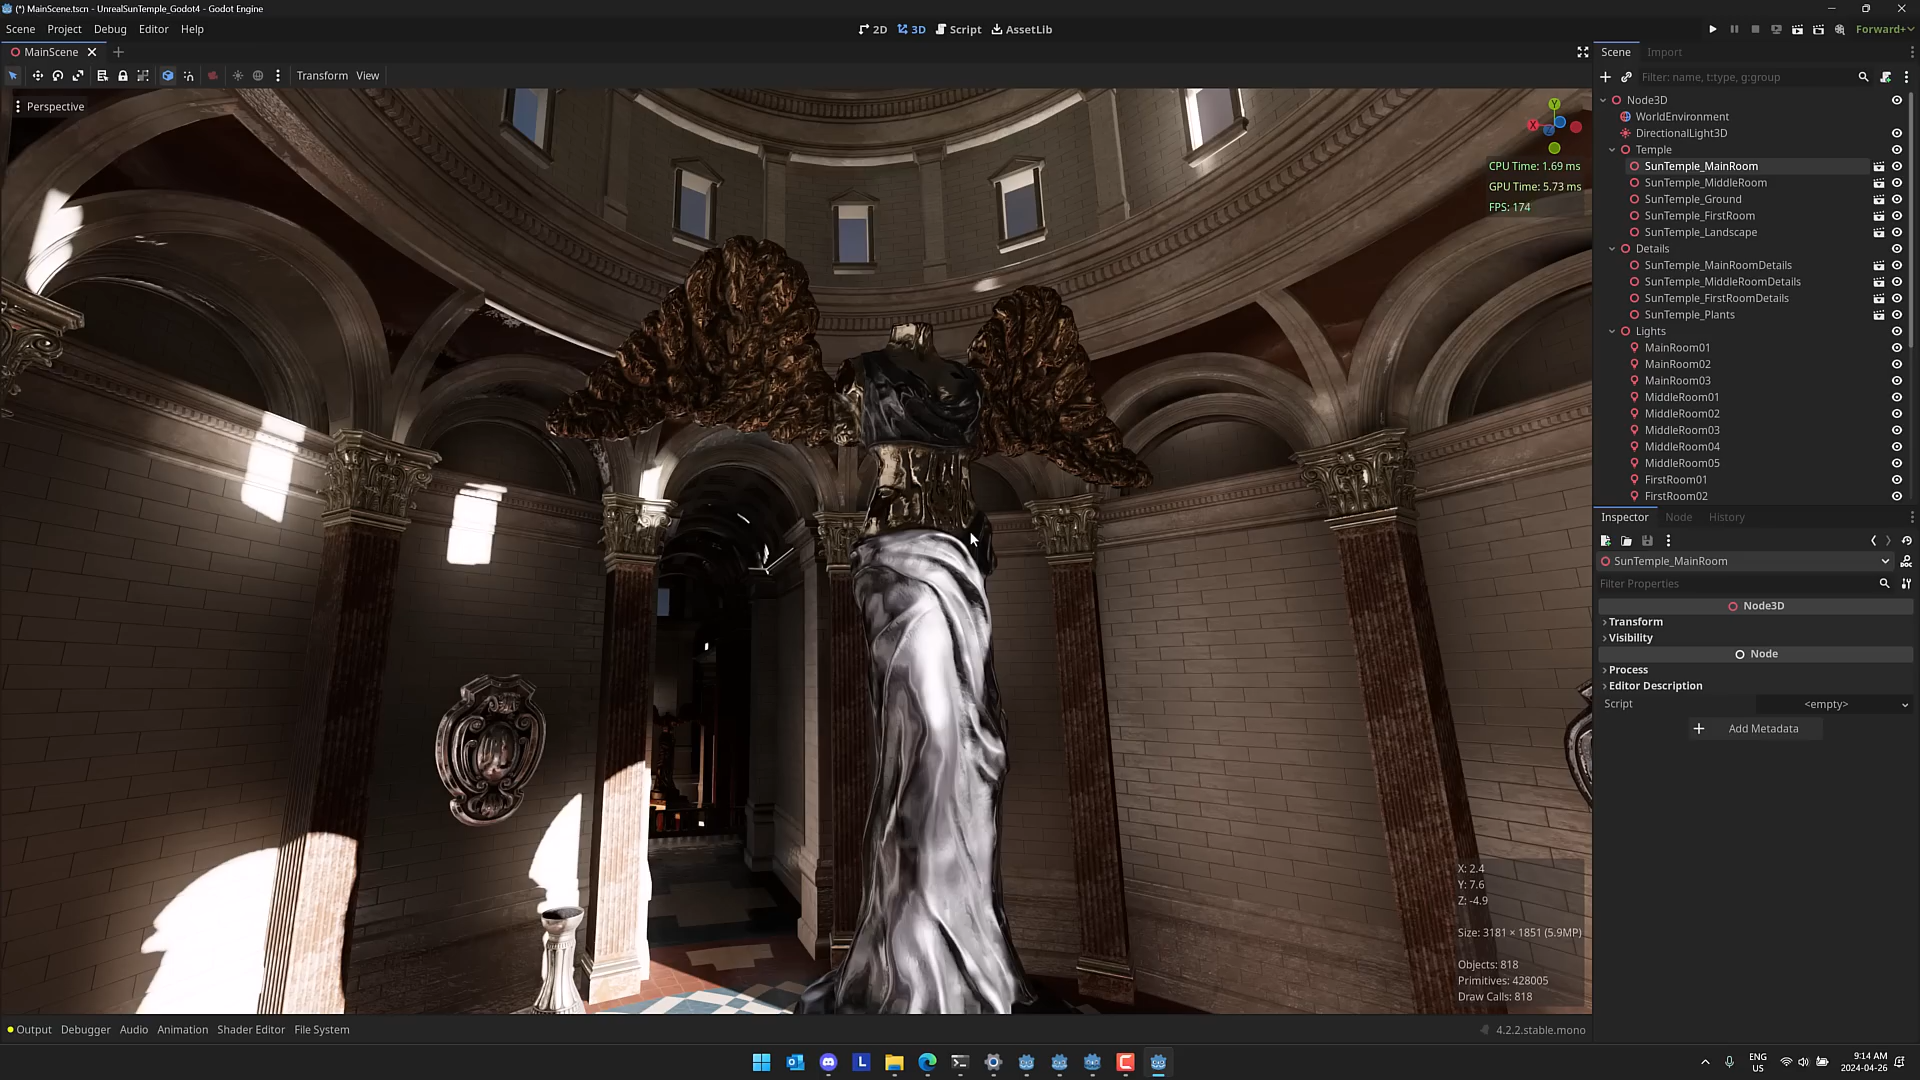 (*) MainScene.tscn - UnrealSunTemple_Godot4 - Godot Engine
Scene Project Debug Editor Help
2D 3D Script AssetLib
Forward+
MainScene
Transform View
Perspective
Y
X
Z
CPU Time: 1.69 ms
GPU Time: 5.73 ms
FPS: 174
X: 2.4
Y: 7.6
Z: -4.9
Size: 3181 × 1851 (5.9MP)
Objects: 818
Primitives: 428005
Draw Calls: 818
Scene Import
Filter: name, t:type, g:group
Node3D
WorldEnvironment
DirectionalLight3D
Temple
SunTemple_MainRoom
SunTemple_MiddleRoom
SunTemple_Ground
SunTemple_FirstRoom
SunTemple_Landscape
Details
SunTemple_MainRoomDetails
SunTemple_MiddleRoomDetails
SunTemple_FirstRoomDetails
SunTemple_Plants
Lights
MainRoom01
MainRoom02
MainRoom03
MiddleRoom01
MiddleRoom02
MiddleRoom03
MiddleRoom04
MiddleRoom05
FirstRoom01
FirstRoom02
Inspector Node History
SunTemple_MainRoom
DOC
Filter Properties
Node3D
Transform
Visibility
Node
Process
Editor Description
Script <empty>
Add Metadata
Output Debugger Audio Animation Shader Editor File System
4.2.2.stable.mono
L
ENG
US
9:14 AM
2024-04-26